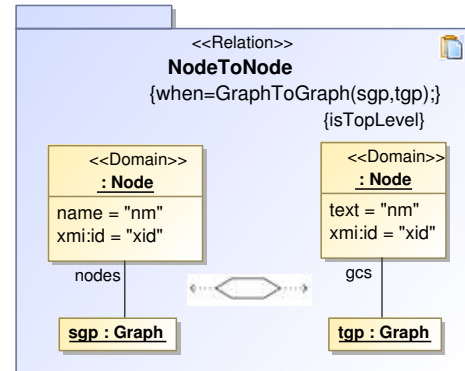 <<Relation>>
NodeToNode
{when=GraphToGraph(sgp,tgp);}
{isTopLevel}
<<Domain>>
: Node
name = "nm"
xmi:id = "xid"
nodes
sgp : Graph
<<Domain>>
: Node
text = "nm"
xmi:id = "xid"
gcs
tgp : Graph